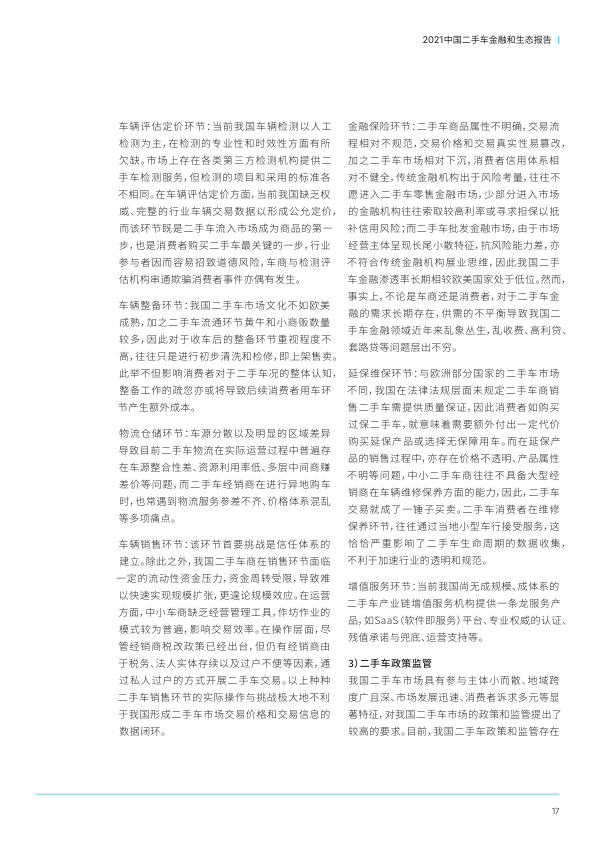 2021中国二手车金融和生态报告
车辆评估定价环节：当前我国车辆检测以人工
检测为主，在检测的专业性和时效性方面有所
欠缺。市场上存在各类第三方检测机构提供二
手车检测服务，但检测的项目和采用的标准各
不相同。在车辆评估定价方面，当前我国缺乏权
威、完整的行业车辆交易数据以形成公允定价，
而该环节既是二手车流入市场成为商品的第一
步，也是消费者购买二手车最关键的一步，行业
参与者因而容易招致道德风险，车商与检测评
估机构串通欺骗消费者事件亦偶有发生。
车辆整备环节：我国二手车市场文化不如欧美
成熟，加之二手车流通环节黄牛和小商贩数量
较多，因此对于收车后的整备环节重视程度不
高，往往只是进行初步清洗和检修，即上架售卖。
此举不但影响消费者对于二手车况的整体认知，
整备工作的疏忽亦或将导致后续消费者用车环
节产生额外成本。
物流仓储环节：车源分散以及明显的区域差异
导致目前二手车物流在实际运营过程中普遍存
在车源整合性差、资源利用率低、多层中间商赚
差价等问题，而二手车经销商在进行异地购车
时，也常遇到物流服务参差不齐、价格体系混乱
等多项痛点。
车辆销售环节：该环节首要挑战是信任体系的
建立。除此之外，我国二手车商在销售环节面临
一定的流动性资金压力，资金周转受限，导致难
以快速实现规模扩张，更遑论规模效应。在运营
方面，中小车商缺乏经营管理工具，作坊作业的
模式较为普遍，影响交易效率。在操作层面，尽
管经销商税改政策已经出台，但仍有经销商由
于税务、法人实体存续以及过户不便等因素，通
过私人过户的方式开展二手车交易。以上种种
二手车销售环节的实际操作与挑战极大地不利
于我国形成二手车市场交易价格和交易信息的
数据闭环。
金融保险环节：二手车商品属性不明确，交易流
程相对不规范，交易价格和交易真实性易篡改，
加之二手车市场相对下沉，消费者信用体系相
对不健全，传统金融机构出于风险考量，往往不
愿进入二手车零售金融市场，少部分进入市场
的金融机构往往索取较高利率或寻求担保以抵
补信用风险；而二手车批发金融市场，由于市场
经营主体呈现长尾小散特征，抗风险能力差，亦
不符合传统金融机构展业思维，因此我国二手
车金融渗透率长期相较欧美国家处于低位。然而，
事实上，不论是车商还是消费者，对于二手车金
融的需求长期存在，供需的不平衡导致我国二
手车金融领域近年来乱象丛生，乱收费、高利贷、
套路贷等问题层出不穷。
延保维保环节：与欧洲部分国家的二手车市场
不同，我国在法律法规层面未规定二手车商销
售二手车需提供质量保证，因此消费者如购买
过保二手车，就意味着需要额外付出一定代价
购买延保产品或选择无保障用车。而在延保产
品的销售过程中，亦存在价格不透明、产品属性
不明等问题，中小二手车商往往不具备大型经
销商在车辆维修保养方面的能力，因此，二手车
交易就成了一锤子买卖。二手车消费者在维修
保养环节，往往通过当地小型车行接受服务，这
恰恰严重影响了二手车生命周期的数据收集，
不利于加速行业的透明和规范。
增值服务环节：当前我国尚无成规模、成体系的
二手车产业链增值服务机构提供一条龙服务产
品，如SaaS（软件即服务）平台、专业权威的认证、
残值承诺与兜底、运营支持等。
3）二手车政策监管
我国二手车市场具有参与主体小而散、地域跨
度广且深、市场发展迅速、消费者诉求多元等显
著特征，对我国二手车市场的政策和监管提出了
较高的要求。目前，我国二手车政策和监管存在
17